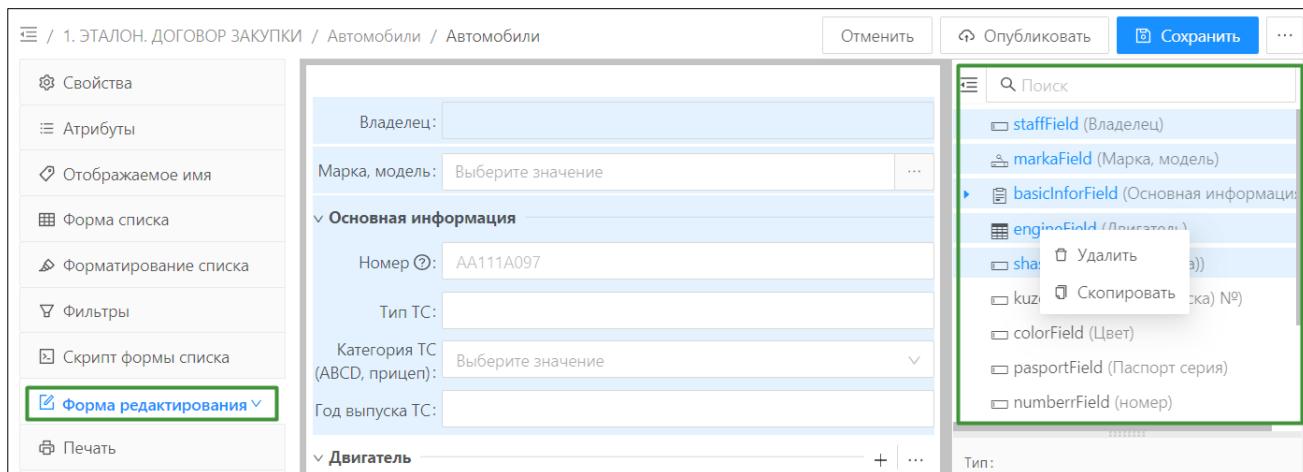 / 1. ЭТАЛОН. ДОГОВОР ЗАКУПКИ / Автомобили / Автомобили
Отменить
Опубликовать
Сохранить
...
Свойства
Атрибуты
Отображаемое имя
Форма списка
Форматирование списка
Фильтры
Скрипт формы списка
Форма редактирования
Печать
Владелец:
Марка, модель: Выберите значение ...
Основная информация
Номер ?: АА111А097
Тип ТС:
Категория ТС
(ABCD, прицеп): Выберите значение
Год выпуска ТС:
Двигатель + ...
Поиск
staffField (Владелец)
markaField (Марка, модель)
basicInforField (Основная информаци
engineField (Двигатель)
Удалить
Скопировать
colorField (Цвет)
pasportField (Паспорт серия)
numberrField (номер)
Тип: